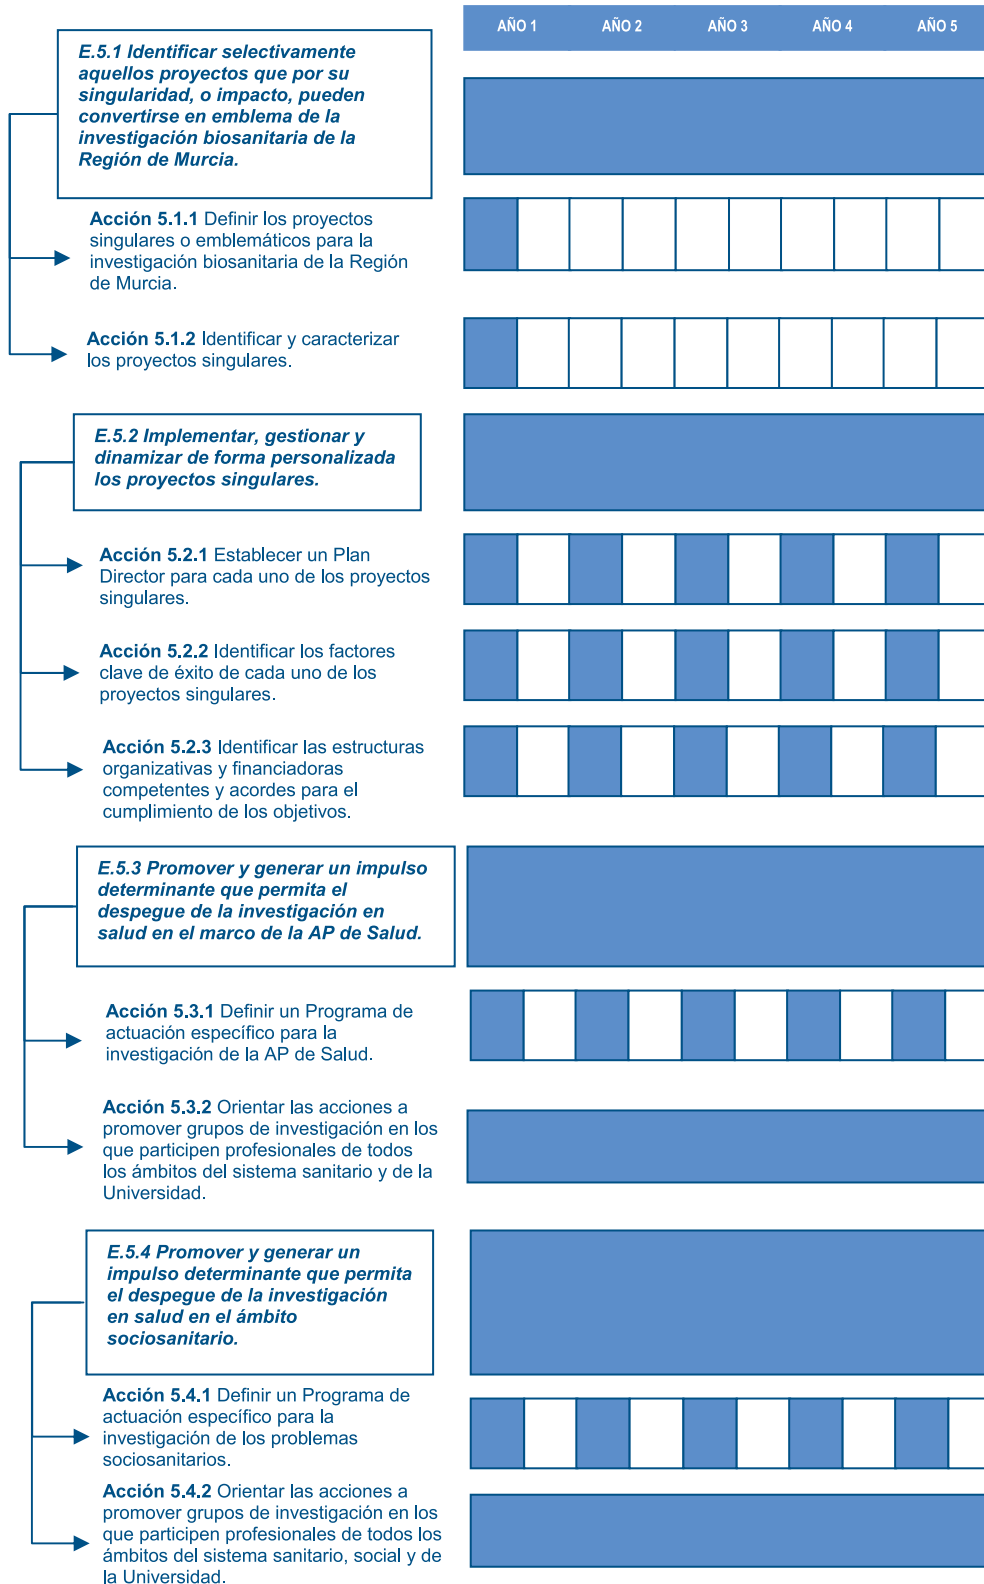 AÑO 1 AÑO 2 AÑO 3 AÑO 4 AÑO 5
E.5.1 Identificar selectivamente
aquellos proyectos que por su
singularidad, o impacto, pueden
convertirse en emblema de la
investigación biosanitaria de la
Región de Murcia.
Acción 5.1.1 Definir los proyectos
singulares o emblemáticos para la
investigación biosanitaria de la Región
de Murcia.
Acción 5.1.2 Identificar y caracterizar
los proyectos singulares.
E.5.2 Implementar, gestionar y
dinamizar de forma personalizada
los proyectos singulares.
Acción 5.2.1 Establecer un Plan
Director para cada uno de los proyectos
singulares.
Acción 5.2.2 Identificar los factores
clave de éxito de cada uno de los
proyectos singulares.
Acción 5.2.3 Identificar las estructuras
organizativas y financiadoras
competentes y acordes para el
cumplimiento de los objetivos.
E.5.3 Promover y generar un impulso
determinante que permita el
despegue de la investigación en
salud en el marco de la AP de Salud.
Acción 5.3.1 Definir un Programa de
actuación específico para la
investigación de la AP de Salud.
Acción 5.3.2 Orientar las acciones a
promover grupos de investigación en los
que participen profesionales de todos
los ámbitos del sistema sanitario y de la
Universidad.
E.5.4 Promover y generar un
impulso determinante que permita
el despegue de la investigación
en salud en el ámbito
sociosanitario.
Acción 5.4.1 Definir un Programa de
actuación específico para la
investigación de los problemas
sociosanitarios.
Acción 5.4.2 Orientar las acciones a
promover grupos de investigación en los
que participen profesionales de todos los
ámbitos del sistema sanitario, social y de
la Universidad.